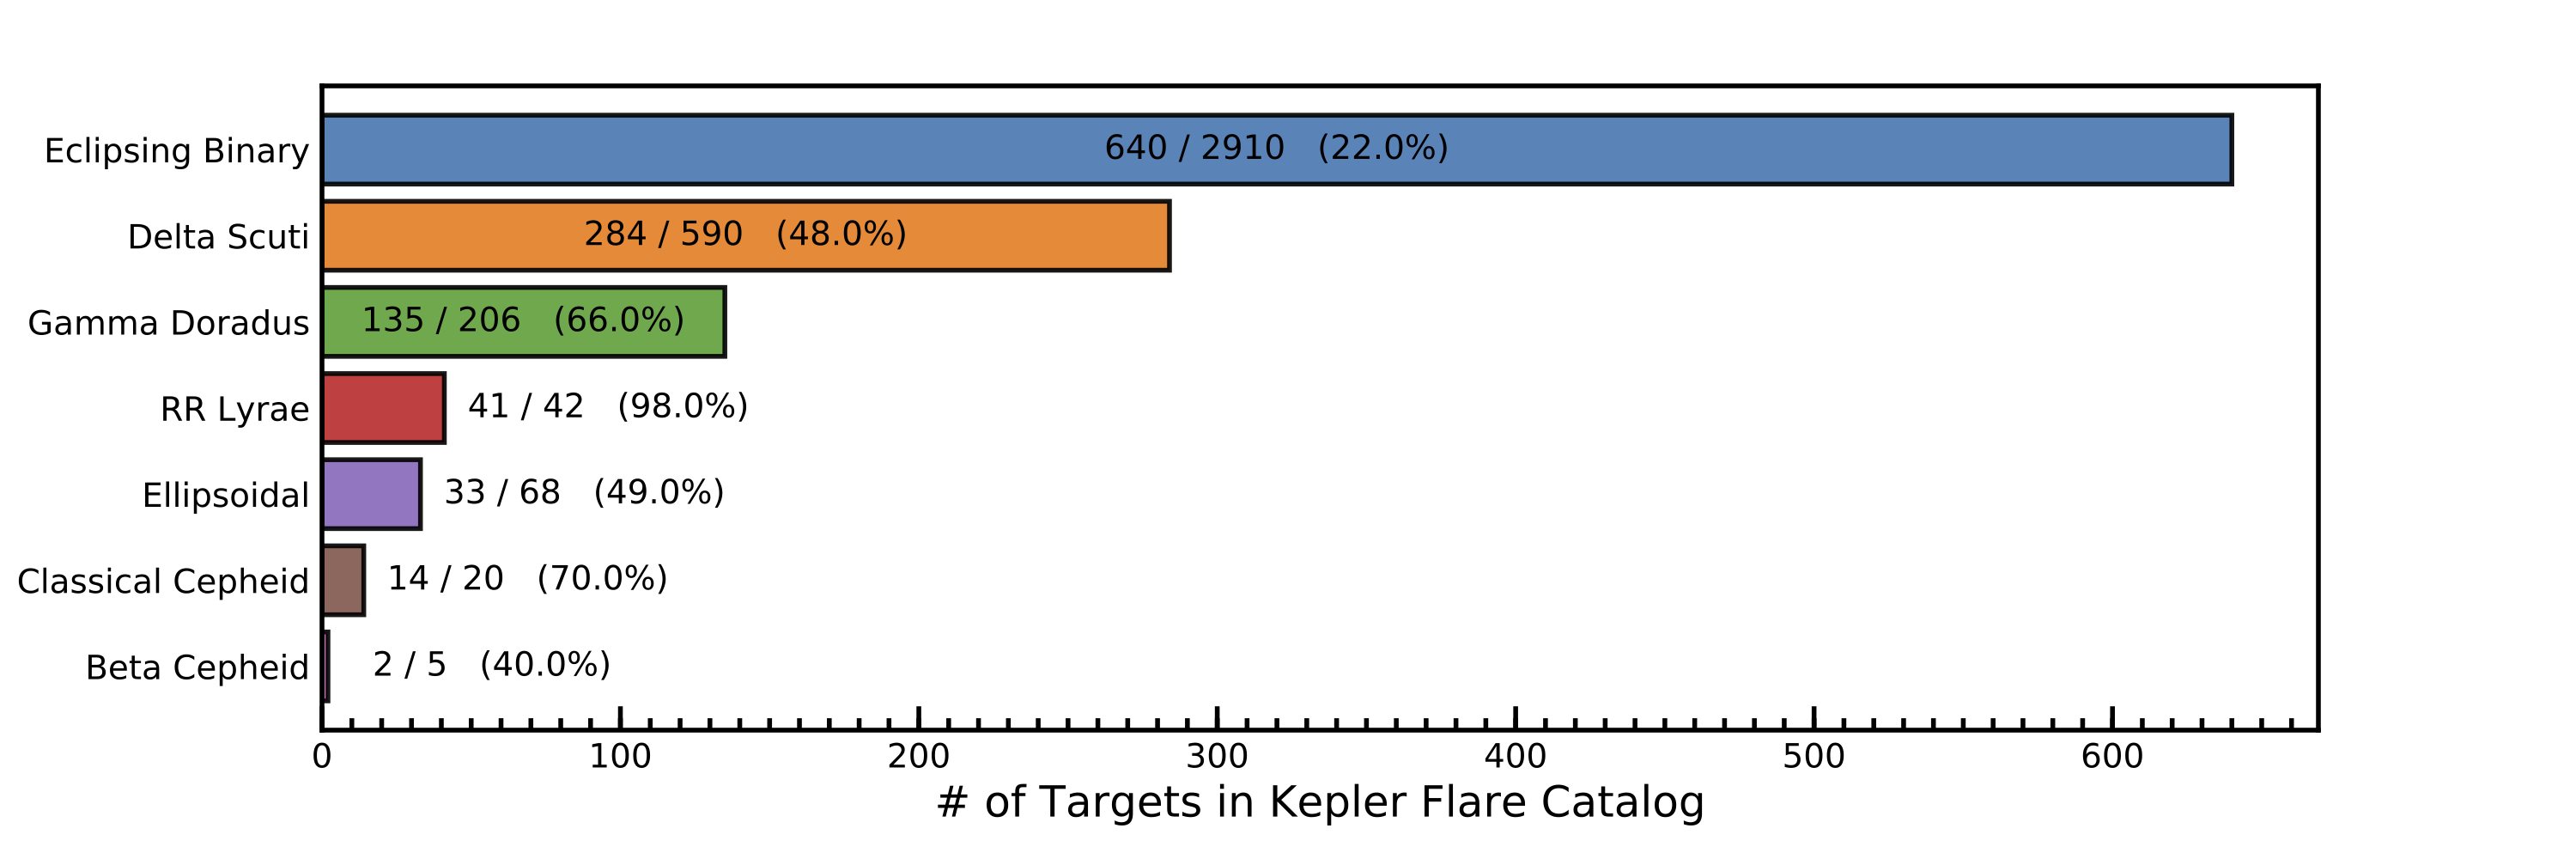 Eclipsing Binary 640 / 2910 (22.0%)
Delta Scuti 284 / 590 (48.0%)
Gamma Doradus 135 / 206 (66.0%)
RR Lyrae 41 / 42 (98.0%)
Ellipsoidal 33 / 68 (49.0%)
Classical Cepheid 14 / 20 (70.0%)
Beta Cepheid 2 / 5 (40.0%)
0 100 200 300 400 500 600
# of Targets in Kepler Flare Catalog